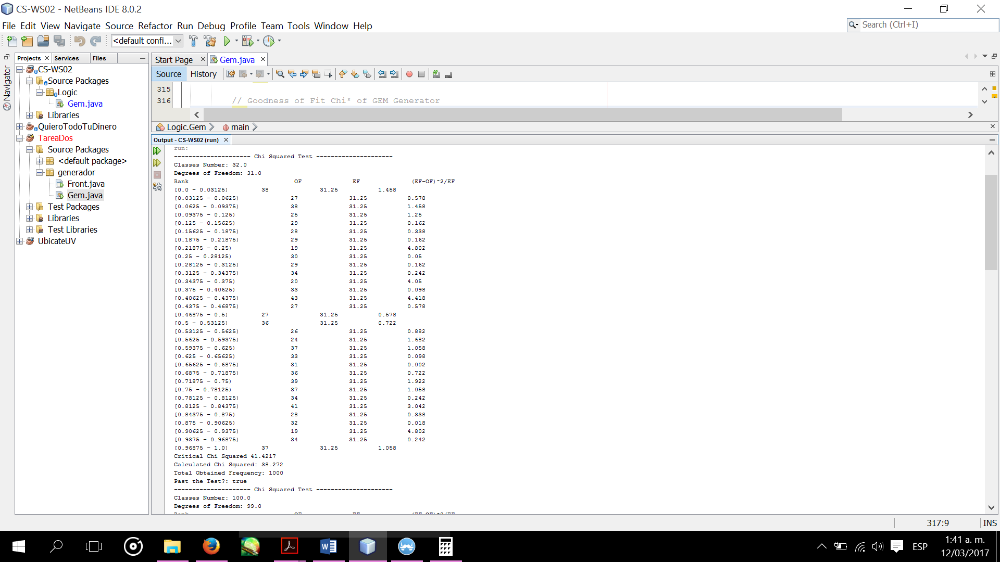 CS-WS02 - NetBeans IDE 8.0.2
File Edit View Navigate Source Refactor Run Debug Profile Team Tools Window Help
Search (Ctrl+I)
<default confi...
Projects Services Files
Navigator
CS-WS02
Source Packages
Logic
Gem.java
Libraries
QuieroTodoTuDinero
TareaDos
Source Packages
<default package>
generador
Front.java
Gem.java
Test Packages
Libraries
Test Libraries
UbicateUV
Start Page Gem.java
Source History
315
316 // Goodness of Fit Chi² of GEM Generator
Logic.Gem main
Output - CS-WS02 (run)
run:
--------------------- Chi Squared Test ---------------------
Classes Number: 32.0
Degrees of Freedom: 31.0
Rank OF EF (EF-OF)^2/EF
[0.0 - 0.03125) 38 31.25 1.458
[0.03125 - 0.0625) 27 31.25 0.578
[0.0625 - 0.09375) 38 31.25 1.458
[0.09375 - 0.125) 25 31.25 1.25
[0.125 - 0.15625) 29 31.25 0.162
[0.15625 - 0.1875) 28 31.25 0.338
[0.1875 - 0.21875) 29 31.25 0.162
[0.21875 - 0.25) 19 31.25 4.802
[0.25 - 0.28125) 30 31.25 0.05
[0.28125 - 0.3125) 29 31.25 0.162
[0.3125 - 0.34375) 34 31.25 0.242
[0.34375 - 0.375) 20 31.25 4.05
[0.375 - 0.40625) 33 31.25 0.098
[0.40625 - 0.4375) 43 31.25 4.418
[0.4375 - 0.46875) 27 31.25 0.578
[0.46875 - 0.5) 27 31.25 0.578
[0.5 - 0.53125) 36 31.25 0.722
[0.53125 - 0.5625) 26 31.25 0.882
[0.5625 - 0.59375) 24 31.25 1.682
[0.59375 - 0.625) 37 31.25 1.058
[0.625 - 0.65625) 33 31.25 0.098
[0.65625 - 0.6875) 31 31.25 0.002
[0.6875 - 0.71875) 36 31.25 0.722
[0.71875 - 0.75) 39 31.25 1.922
[0.75 - 0.78125) 37 31.25 1.058
[0.78125 - 0.8125) 34 31.25 0.242
[0.8125 - 0.84375) 41 31.25 3.042
[0.84375 - 0.875) 28 31.25 0.338
[0.875 - 0.90625) 32 31.25 0.018
[0.90625 - 0.9375) 19 31.25 4.802
[0.9375 - 0.96875) 34 31.25 0.242
[0.96875 - 1.0) 37 31.25 1.058
Critical Chi Squared 41.4217
Calculated Chi Squared: 38.272
Total Obtained Frequency: 1000
Past the Test?: true
--------------------- Chi Squared Test ---------------------
Classes Number: 100.0
Degrees of Freedom: 99.0
Rank OF EF (EF-OF)^2/EF
317:9 INS
ESP
1:41 a. m.
12/03/2017